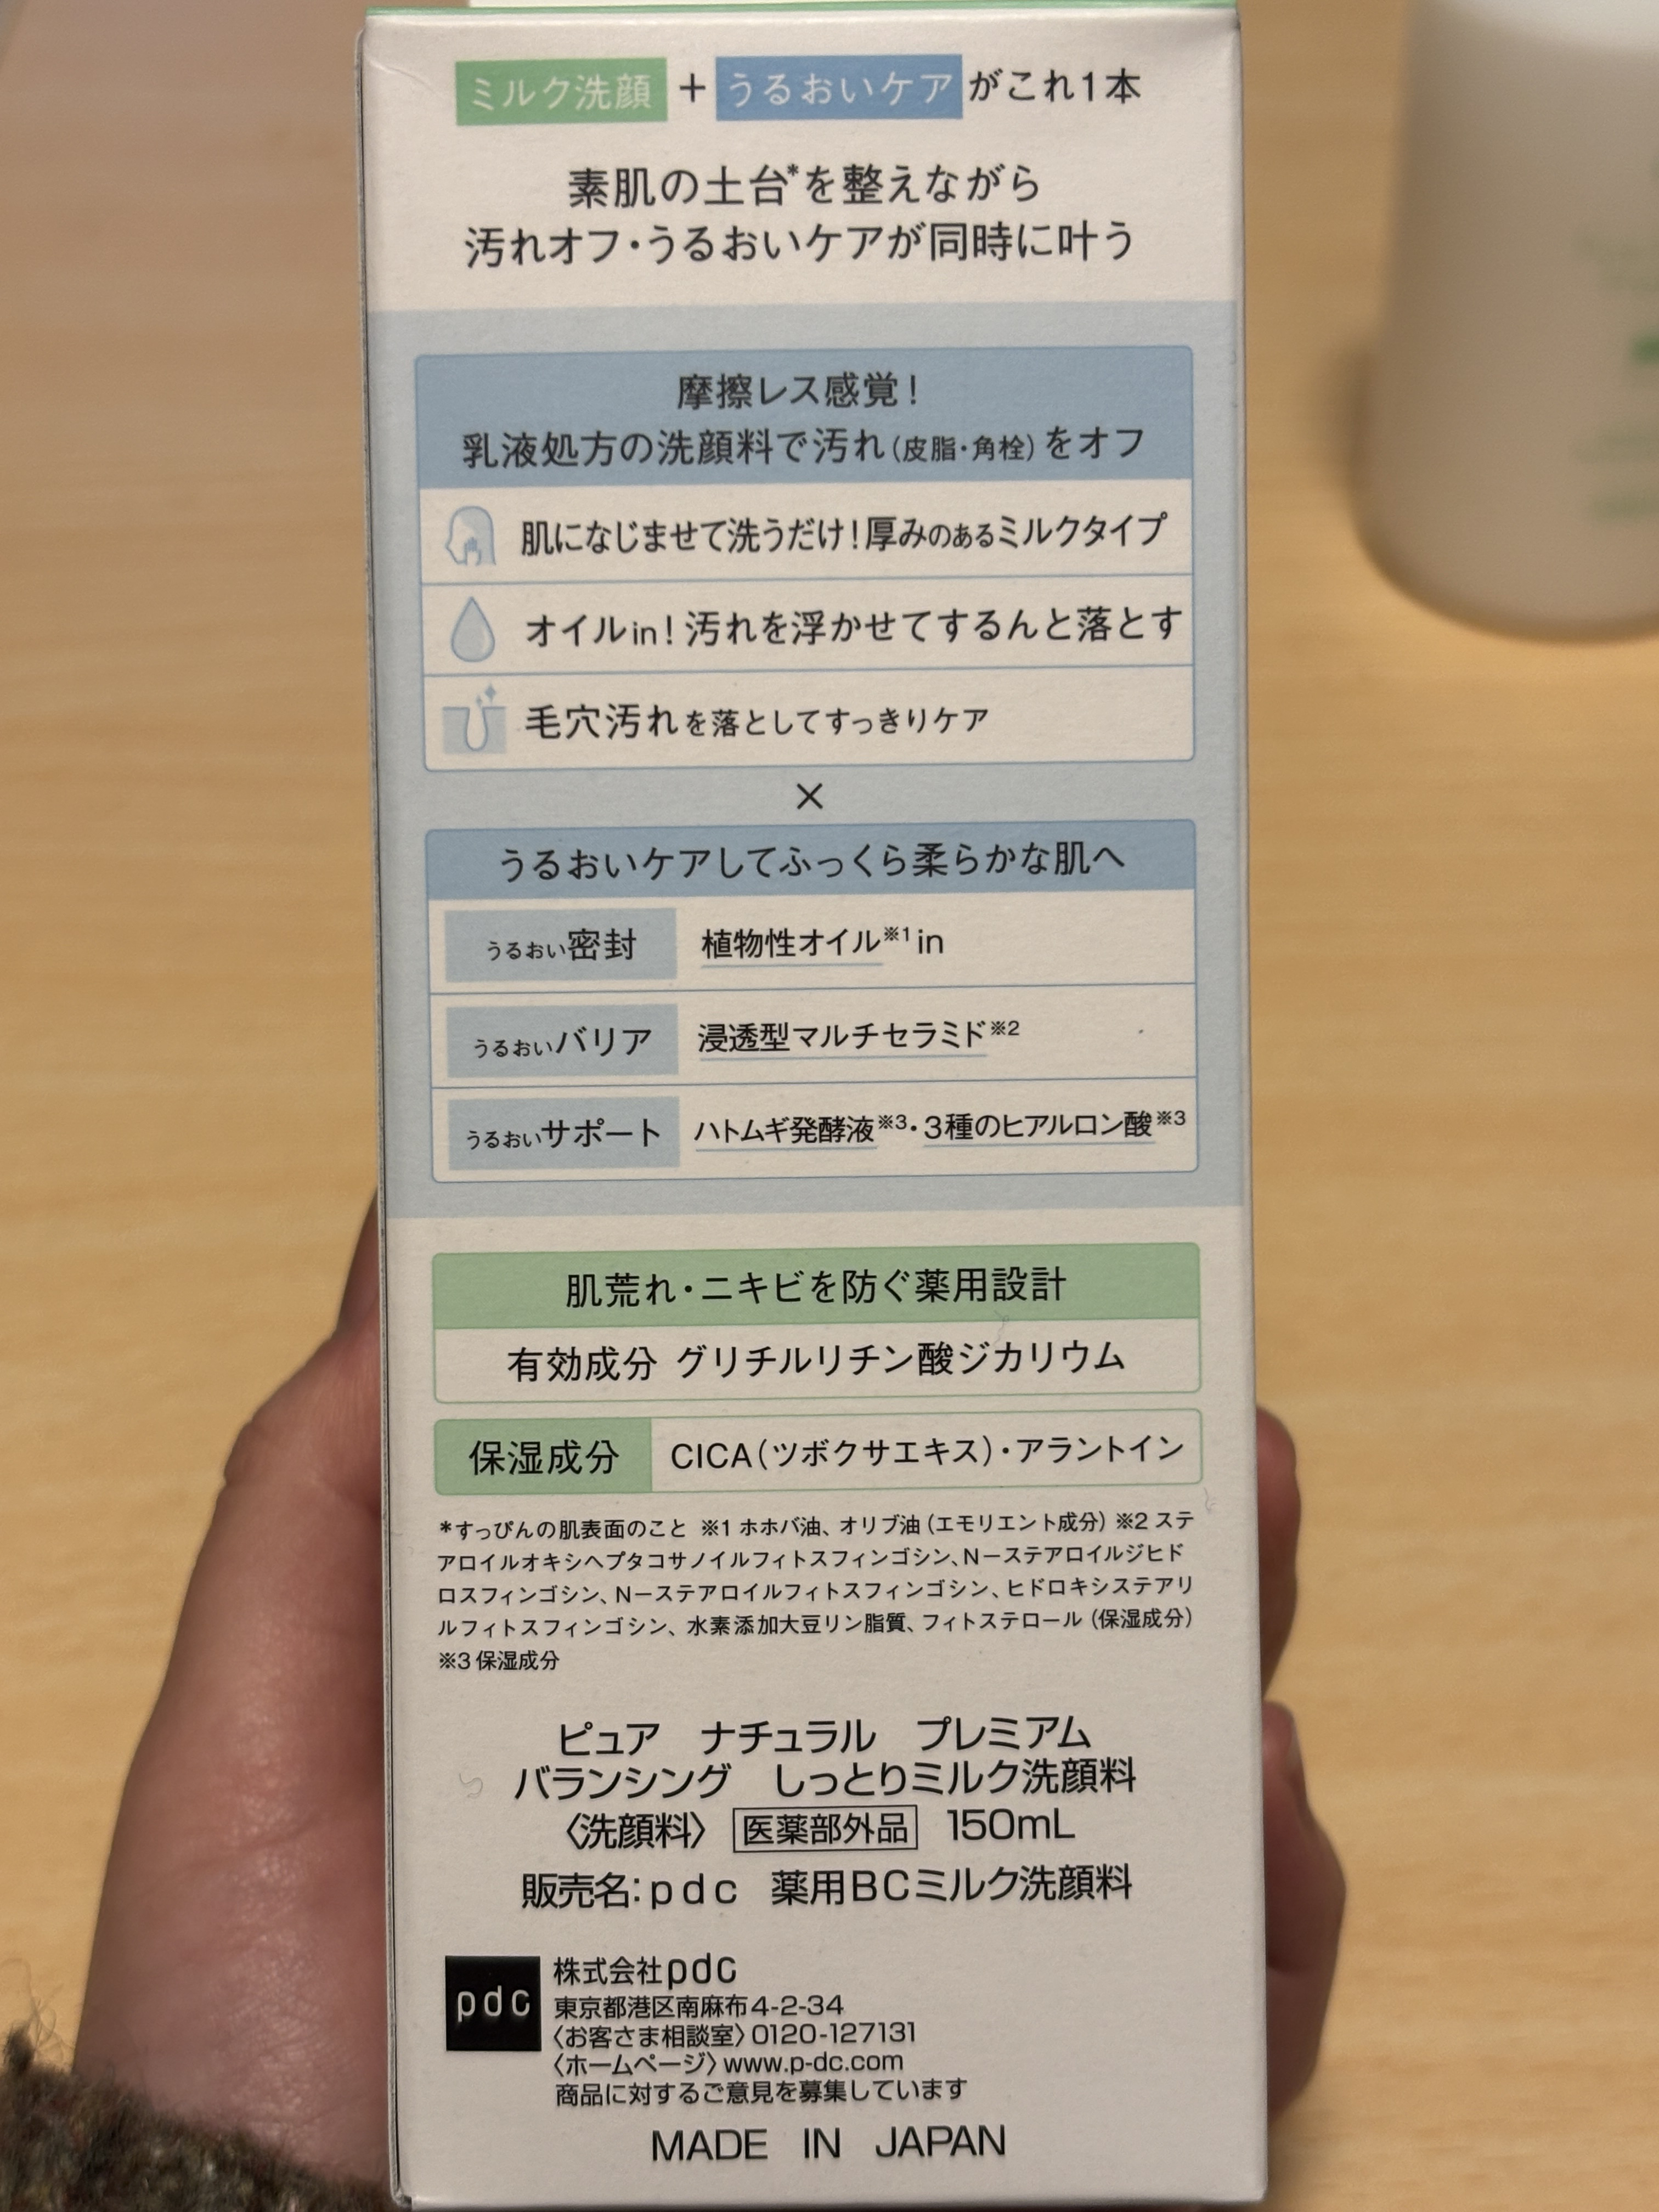 ミルク洗顔 + うるおいケア がこれ1本
素肌の土台*を整えながら
汚れオフ・うるおいケアが同時に叶う
摩擦レス感覚！
乳液処方の洗顔料で汚れ(皮脂・角栓)をオフ
肌になじませて洗うだけ！厚みのあるミルクタイプ
オイルin！汚れを浮かせてするんと落とす
毛穴汚れを落としてすっきりケア
×
うるおいケアしてふっくら柔らかな肌へ
うるおい密封 植物性オイル※1 in
うるおいバリア 浸透型マルチセラミド※2
うるおいサポート ハトムギ発酵液※3・3種のヒアルロン酸※3
肌荒れ・ニキビを防ぐ薬用設計
有効成分 グリチルリチン酸ジカリウム
保湿成分 CICA(ツボクサエキス)・アラントイン
*すっぴんの肌表面のこと ※1 ホホバ油、オリブ油(エモリエント成分) ※2 ステ
アロイルオキシヘプタコサノイルフィトスフィンゴシン、N－ステアロイルジヒド
ロスフィンゴシン、N－ステアロイルフィトスフィンゴシン、ヒドロキシステアリ
ルフィトスフィンゴシン、水素添加大豆リン脂質、フィトステロール(保湿成分)
※3 保湿成分
ピュア ナチュラル プレミアム
バランシング しっとりミルク洗顔料
〈洗顔料〉 医薬部外品 150mL
販売名:pdc 薬用BCミルク洗顔料
pdc
株式会社pdc
東京都港区南麻布4-2-34
〈お客さま相談室〉0120-127131
〈ホームページ〉www.p-dc.com
商品に対するご意見を募集しています
MADE IN JAPAN